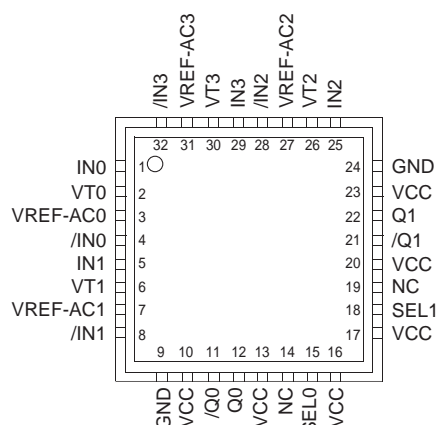 /IN3 VREF-AC3 VT3 IN3 /IN2 VREF-AC2 VT2 IN2
32 31 30 29 28 27 26 25
IN0 1 24 GND
VT0 2 23 VCC
VREF-AC0 3 22 Q1
/IN0 4 21 /Q1
IN1 5 20 VCC
VT1 6 19 NC
VREF-AC1 7 18 SEL1
/IN1 8 17 VCC
9 10 11 12 13 14 15 16
GND VCC /Q0 Q0 VCC NC SEL0 VCC